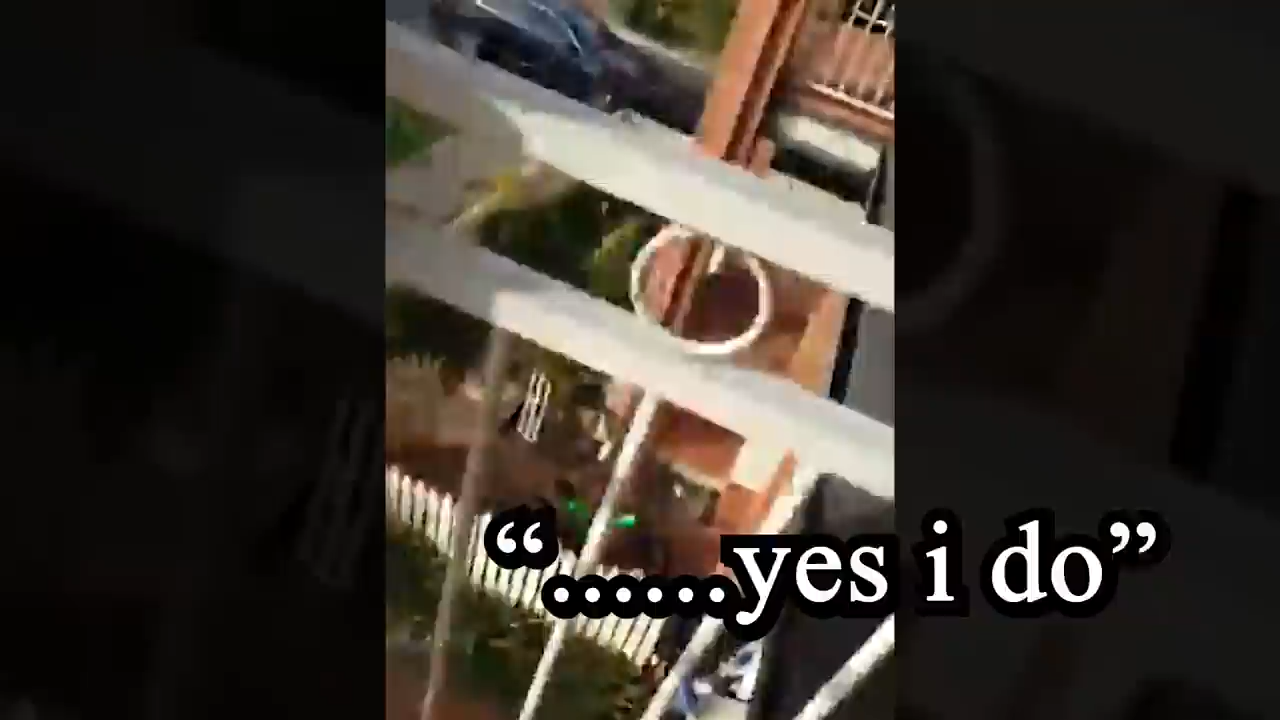 “......yes i do”